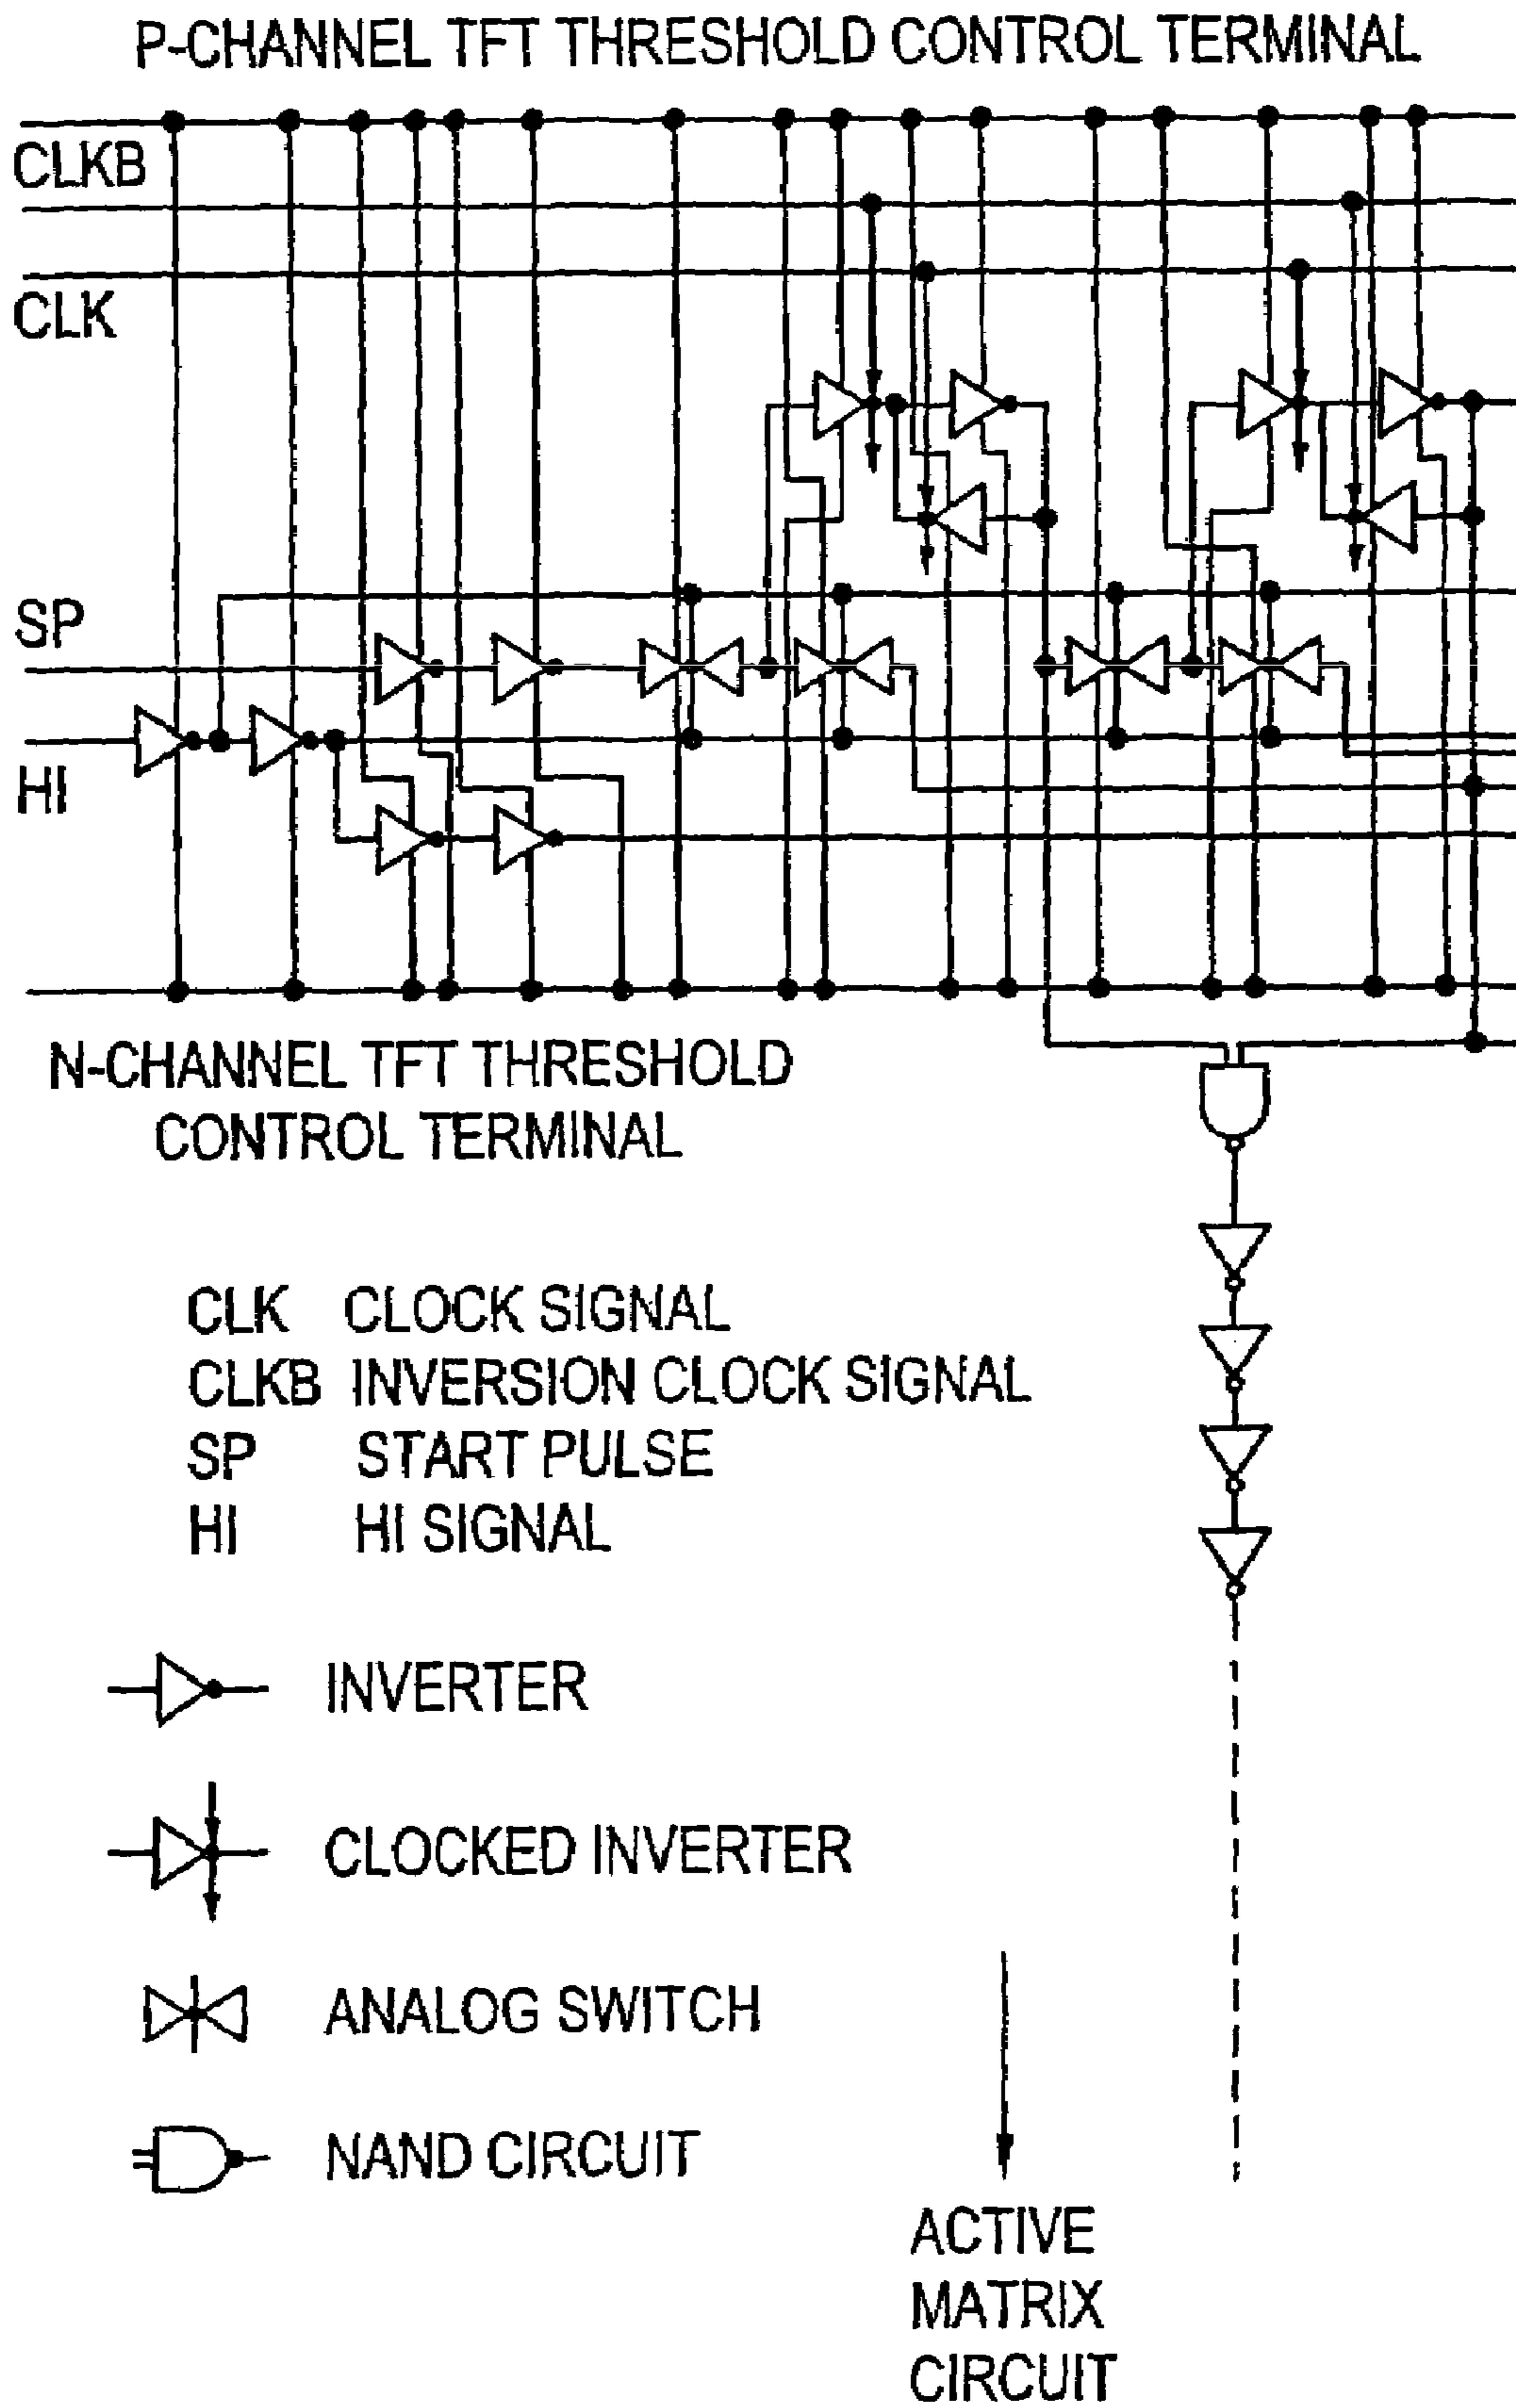 P-CHANNEL TFT THRESHOLD CONTROL TERMINAL
CLKB
CLK
SP
HI
N-CHANNEL TFT THRESHOLD
CONTROL TERMINAL
CLK CLOCK SIGNAL
CLKB INVERSION CLOCK SIGNAL
SP START PULSE
HI HI SIGNAL
INVERTER
CLOCKED INVERTER
ANALOG SWITCH
NAND CIRCUIT
ACTIVE
MATRIX
CIRCUIT